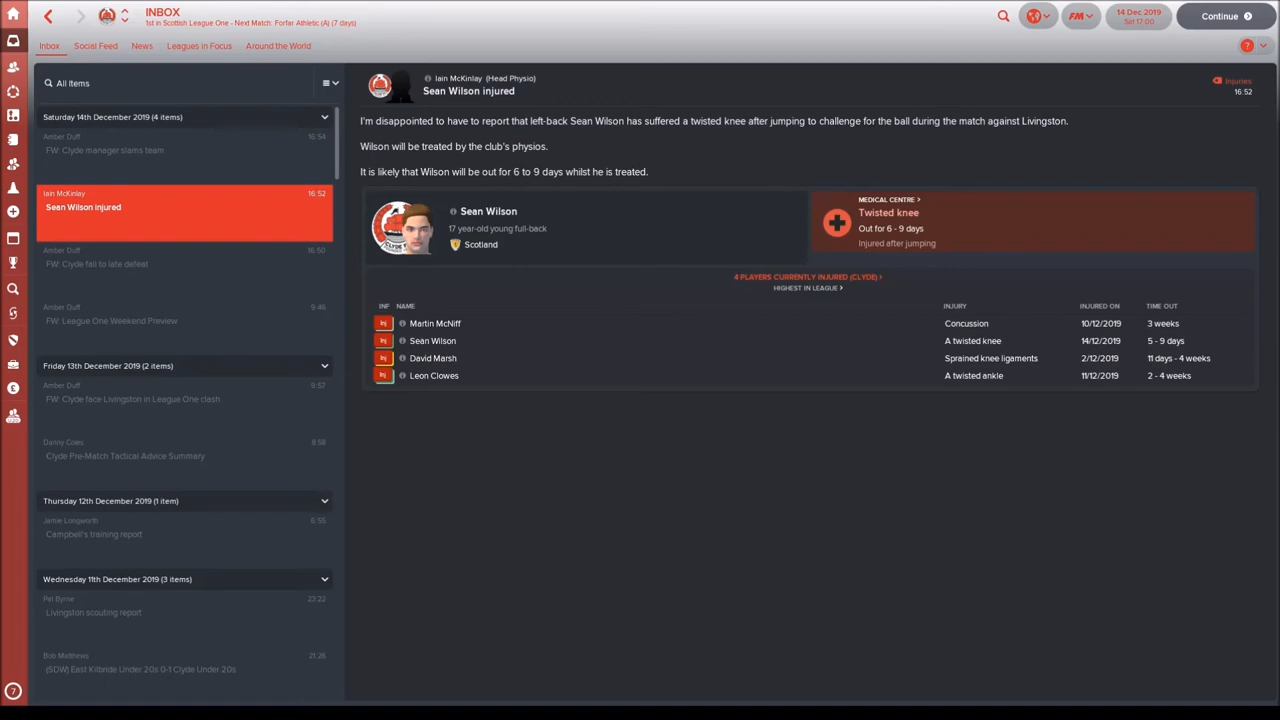 INBOX
1st in Scottish League One - Next Match: Forfar Athletic (A) (7 days)
FM
14 Dec 2019
Sat 17:00
Continue
Inbox Social Feed News Leagues in Focus Around the World
?
All Items
Saturday 14th December 2019 (4 items)
Amber Duff 16:54
FW: Clyde manager slams team
Iain McKinlay 16:52
Sean Wilson injured
Amber Duff 16:50
FW: Clyde fall to late defeat
Amber Duff 9:46
FW: League One Weekend Preview
Friday 13th December 2019 (2 items)
Amber Duff 9:57
FW: Clyde face Livingston in League One clash
Danny Coles 8:58
Clyde Pre-Match Tactical Advice Summary
Thursday 12th December 2019 (1 item)
Jamie Longworth 6:55
Campbell's training report
Wednesday 11th December 2019 (3 items)
Pat Byrne 23:22
Livingston scouting report
Bob Matthews 21:26
(SDW) East Kilbride Under 20s 0-1 Clyde Under 20s
Iain McKinlay (Head Physio)
Sean Wilson injured
Injuries
16:52
I'm disappointed to have to report that left-back Sean Wilson has suffered a twisted knee after jumping to challenge for the ball during the match against Livingston.
Wilson will be treated by the club's physios.
It is likely that Wilson will be out for 6 to 9 days whilst he is treated.
Sean Wilson
17 year-old young full-back
Scotland
MEDICAL CENTRE >
Twisted knee
Out for 6 - 9 days
Injured after jumping
4 PLAYERS CURRENTLY INJURED (CLYDE) >
HIGHEST IN LEAGUE >
INF NAME INJURY INJURED ON TIME OUT
Inj Martin McNiff Concussion 10/12/2019 3 weeks
Inj Sean Wilson A twisted knee 14/12/2019 5 - 9 days
Inj David Marsh Sprained knee ligaments 2/12/2019 11 days - 4 weeks
Inj Leon Clowes A twisted ankle 11/12/2019 2 - 4 weeks